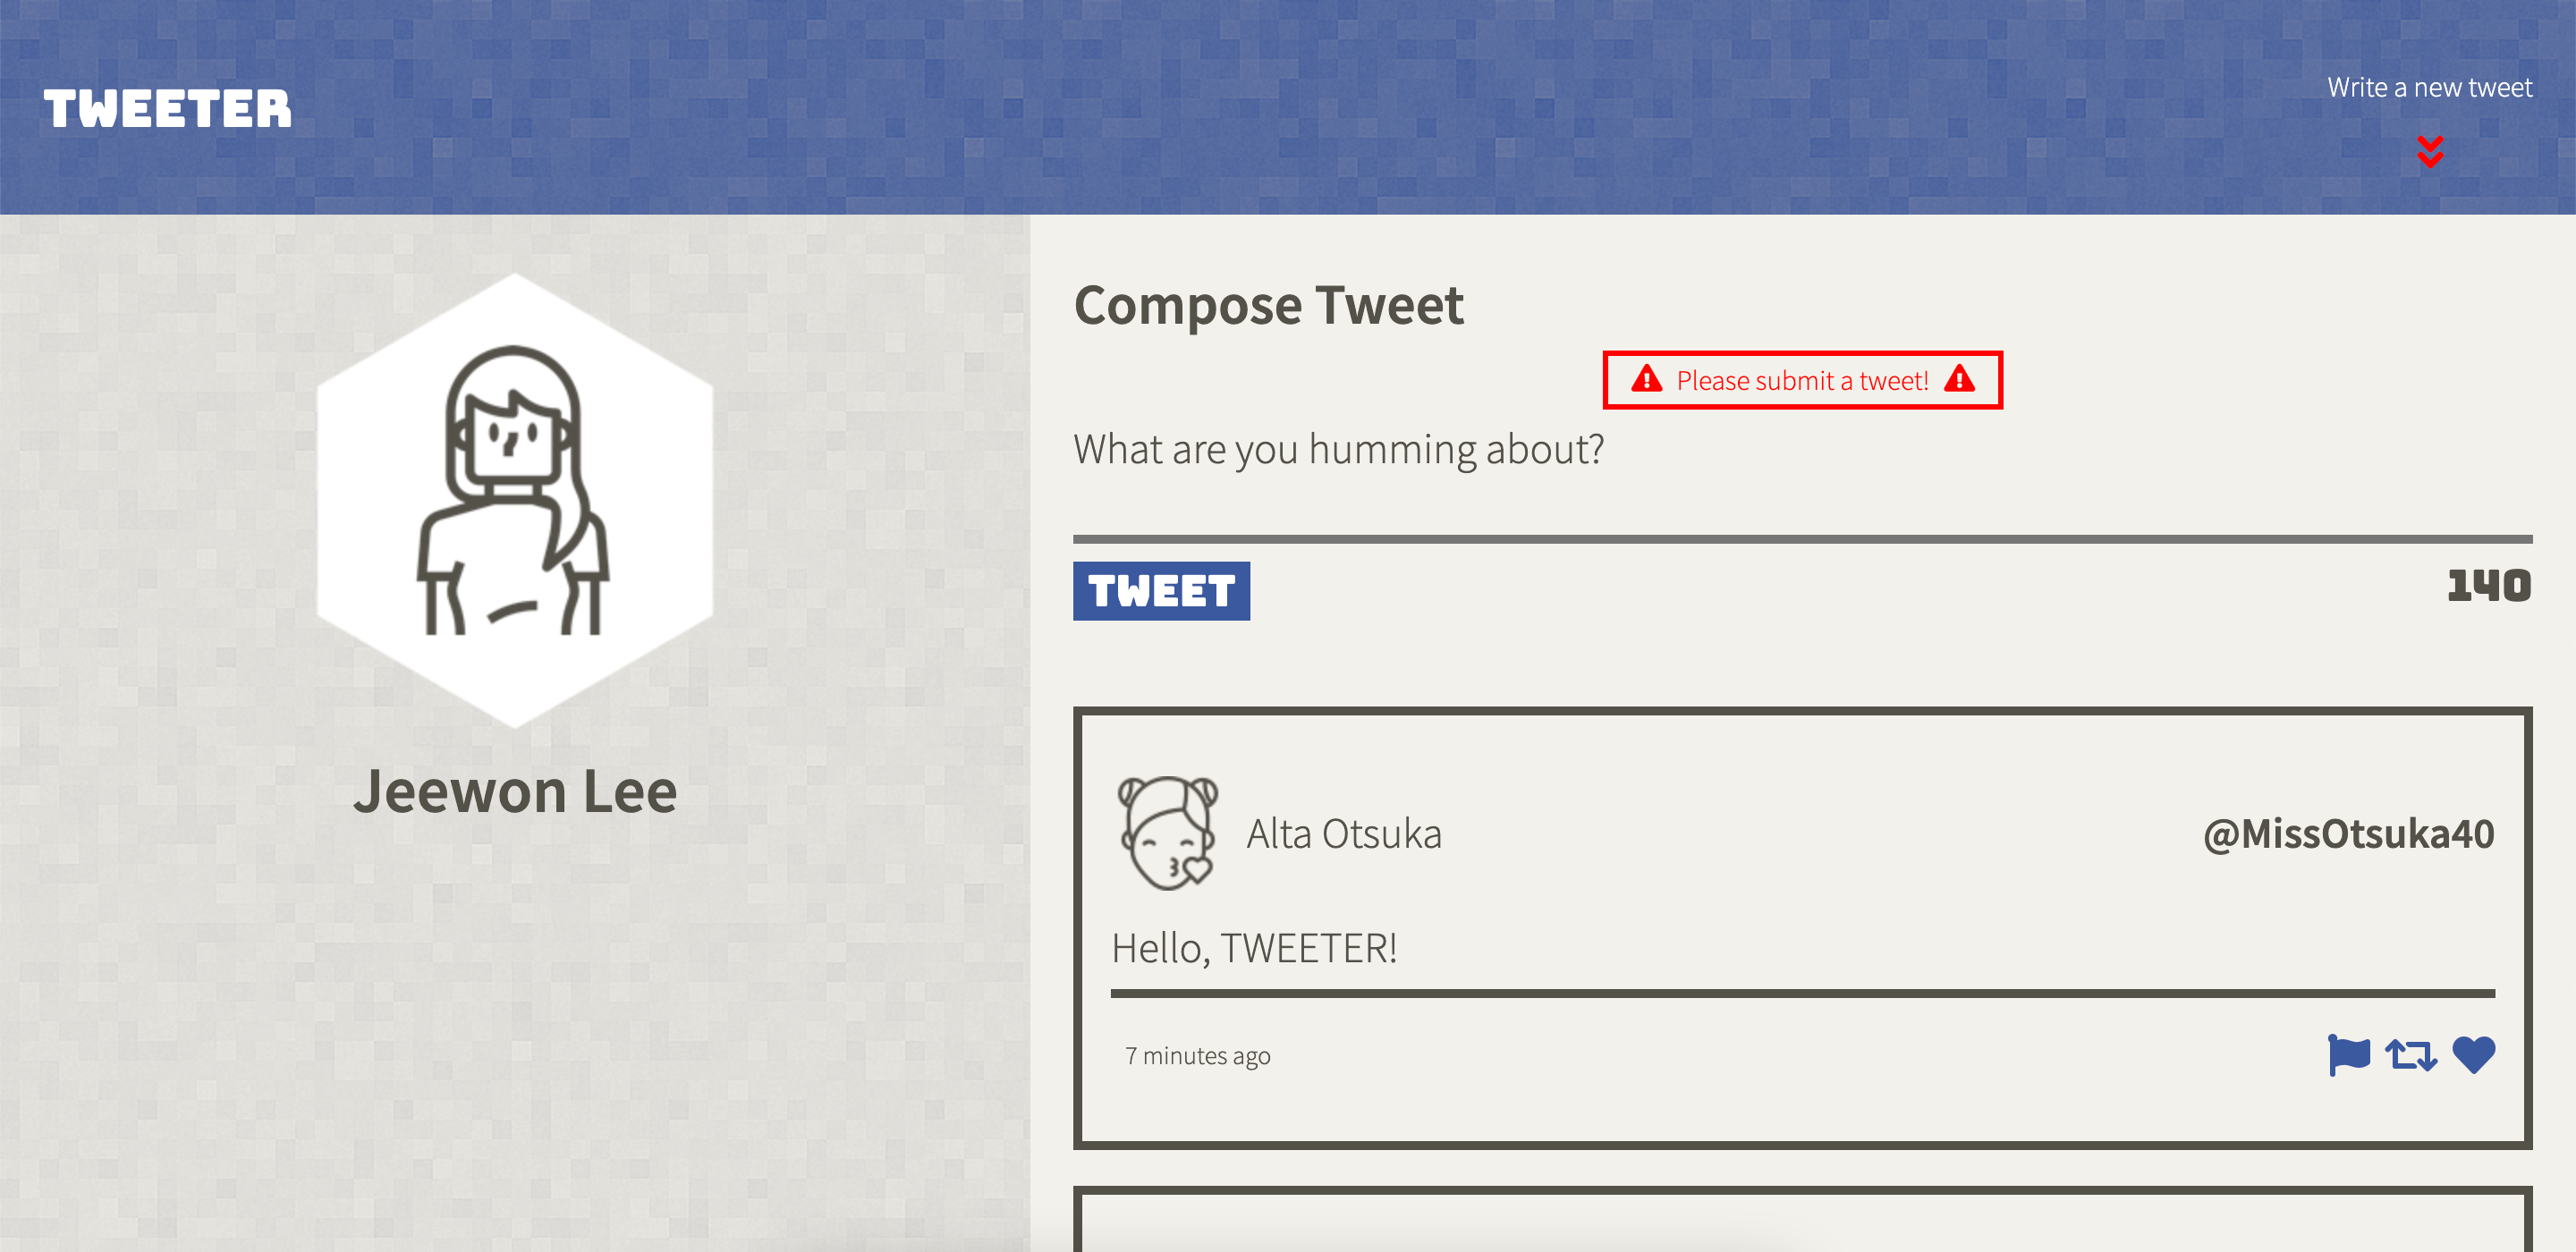 TWEETER
Write a new tweet
Jeewon Lee
Compose Tweet
Please submit a tweet!
What are you humming about?
TWEET
140
Alta Otsuka
@MissOtsuka40
Hello, TWEETER!
7 minutes ago